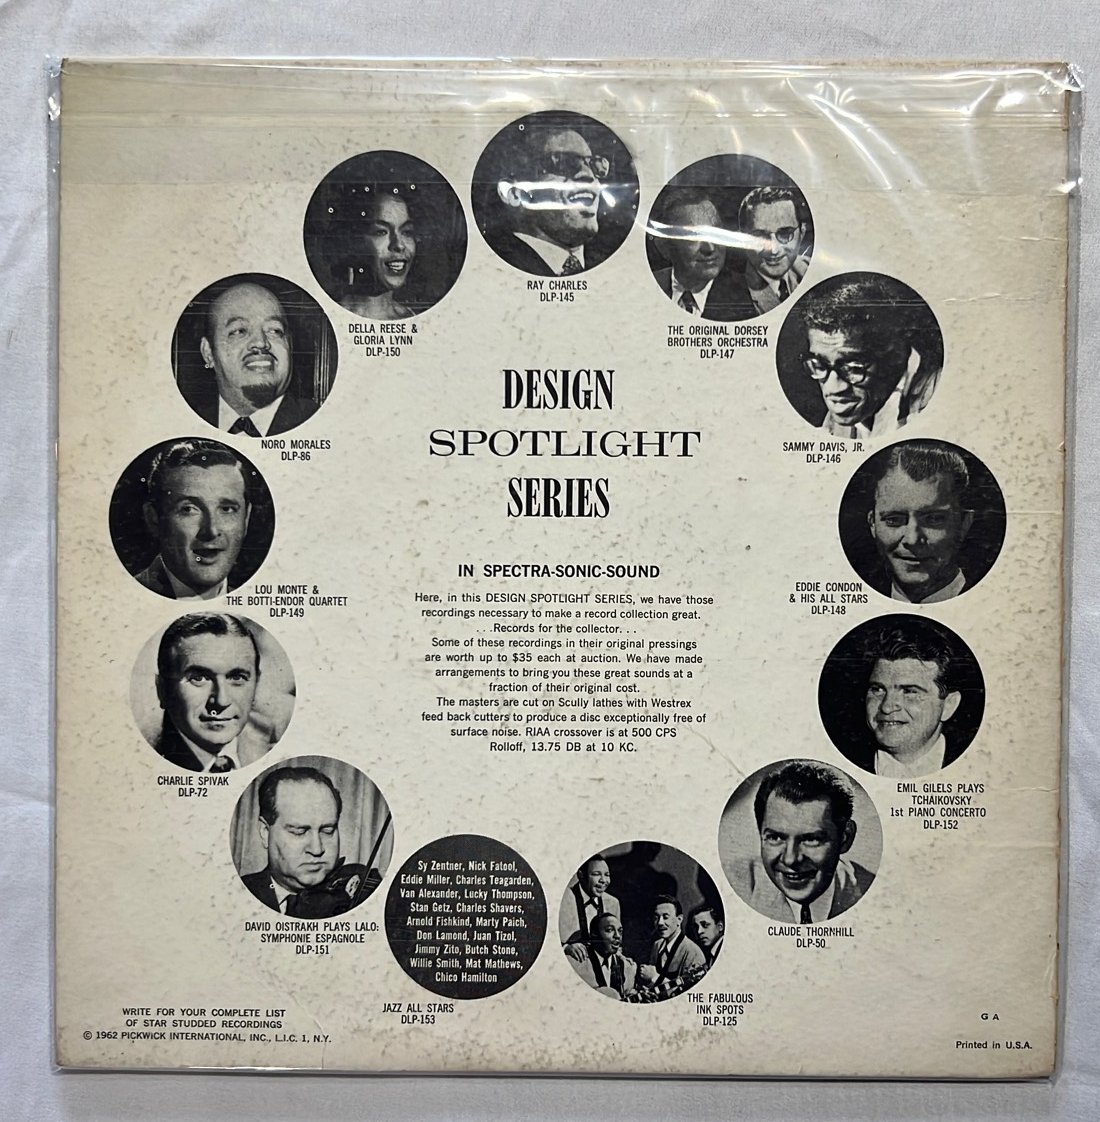 RAY CHARLES
DLP-145
DELLA REESE &
GLORIA LYNN
DLP-150
THE ORIGINAL DORSEY
BROTHERS ORCHESTRA
DLP-147
NORO MORALES
DLP-86
SAMMY DAVIS, JR.
DLP-146
DESIGN
SPOTLIGHT
SERIES
IN SPECTRA-SONIC-SOUND
Here, in this DESIGN SPOTLIGHT SERIES, we have those
recordings necessary to make a record collection great.
. . .Records for the collector. . .
Some of these recordings in their original pressings
are worth up to $35 each at auction. We have made
arrangements to bring you these great sounds at a
fraction of their original cost.
The masters are cut on Scully lathes with Westrex
feed back cutters to produce a disc exceptionally free of
surface noise. RIAA crossover is at 500 CPS
Rolloff, 13.75 DB at 10 KC.
LOU MONTE &
THE BOTTI-ENDOR QUARTET
DLP-149
EDDIE CONDON
& HIS ALL STARS
DLP-148
CHARLIE SPIVAK
DLP-72
EMIL GILELS PLAYS
TCHAIKOVSKY
1st PIANO CONCERTO
DLP-152
DAVID OISTRAKH PLAYS LALO:
SYMPHONIE ESPAGNOLE
DLP-151
Sy Zentner, Nick Fatool,
Eddie Miller, Charles Teagarden,
Van Alexander, Lucky Thompson,
Stan Getz, Charles Shavers,
Arnold Fishkind, Marty Paich,
Don Lamond, Juan Tizol,
Jimmy Zito, Butch Stone,
Willie Smith, Mat Mathews,
Chico Hamilton
JAZZ ALL STARS
DLP-153
CLAUDE THORNHILL
DLP-50
THE FABULOUS
INK SPOTS
DLP-125
WRITE FOR YOUR COMPLETE LIST
OF STAR STUDDED RECORDINGS
© 1962 PICKWICK INTERNATIONAL, INC., L.I.C. 1, N.Y.
G A
Printed in U.S.A.